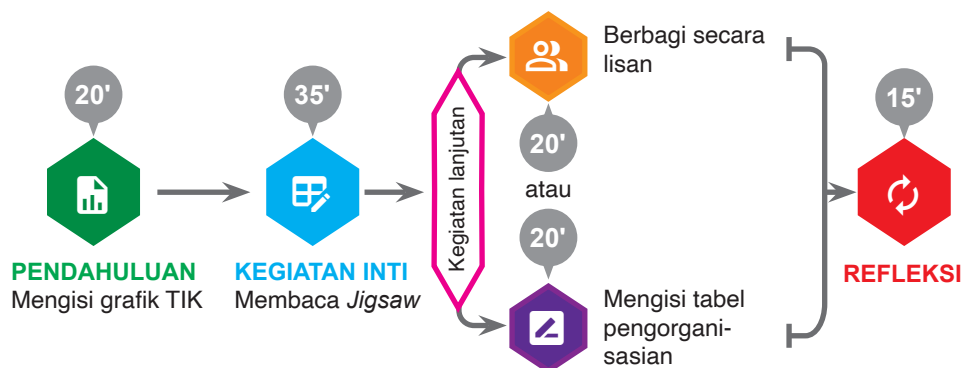 20'
PENDAHULUAN
Mengisi grafik TIK
35'
KEGIATAN INTI
Membaca Jigsaw
Kegiatan lanjutan
Berbagi secara
lisan
20'
atau
20'
Mengisi tabel
pengorgani-
sasian
15'
REFLEKSI